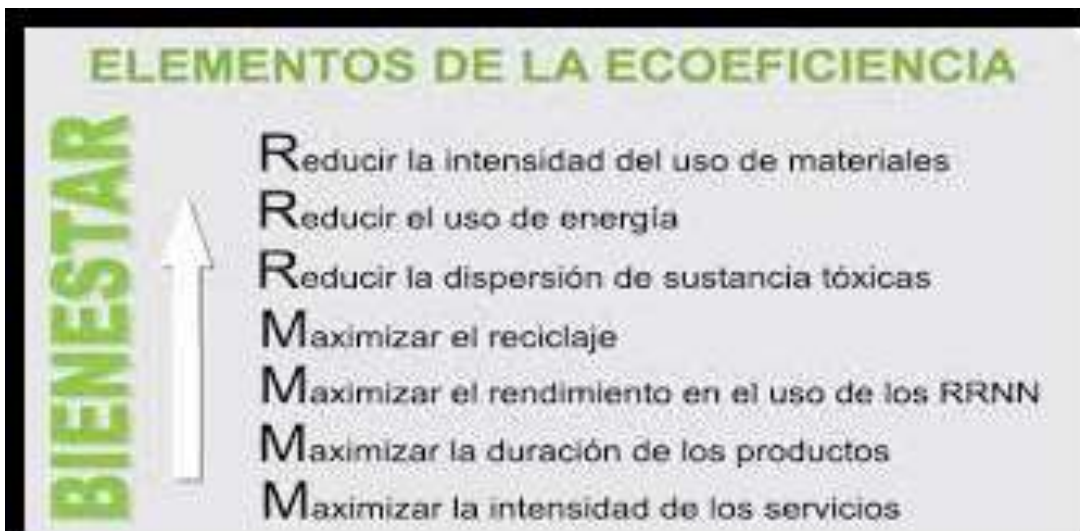 ELEMENTOS DE LA ECOEFICIENCIA
BIENESTAR
Reducir la intensidad del uso de materiales
Reducir el uso de energía
Reducir la dispersión de sustancia tóxicas
Maximizar el reciclaje
Maximizar el rendimiento en el uso de los RRNN
Maximizar la duración de los productos
Maximizar la intensidad de los servicios